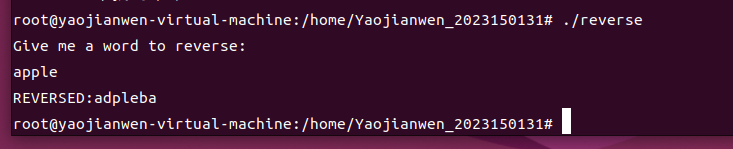 root@yaojianwen-virtual-machine:/home/Yaojianwen_2023150131# ./reverse
Give me a word to reverse:
apple
REVERSED:adpleba
root@yaojianwen-virtual-machine:/home/Yaojianwen_2023150131#